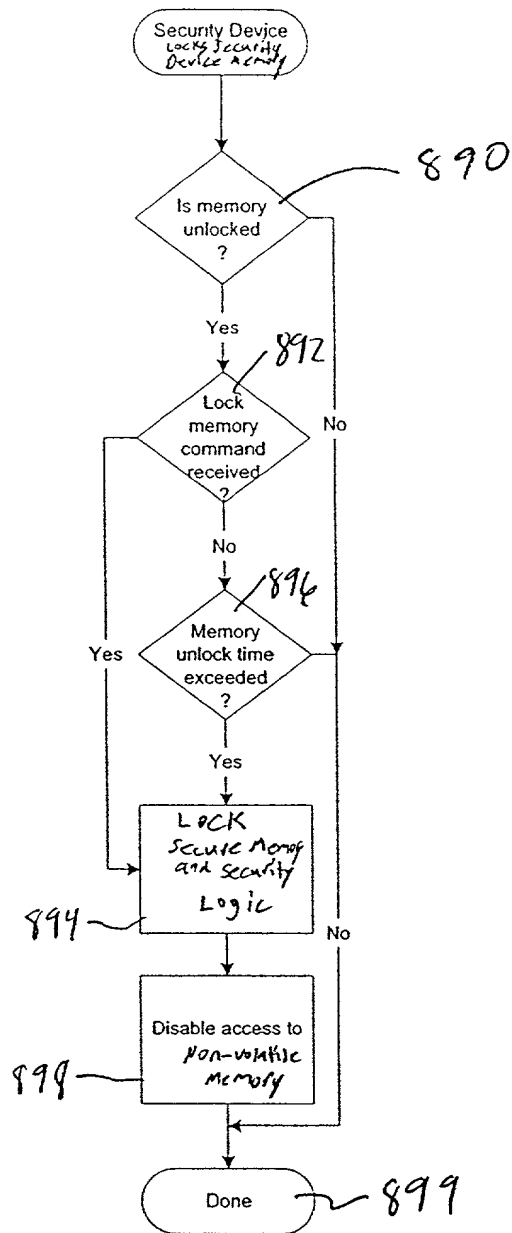 Security Device
Locks Security
Device Memory
890
Is memory
unlocked
?
Yes
892
Lock
memory
command
received
?
No
No
896
Memory
unlock time
exceeded
?
Yes
Yes
Lock
Secure Memory
and Security
Logic
894
No
Disable access to
Non-volatile
Memory
898
Done
899